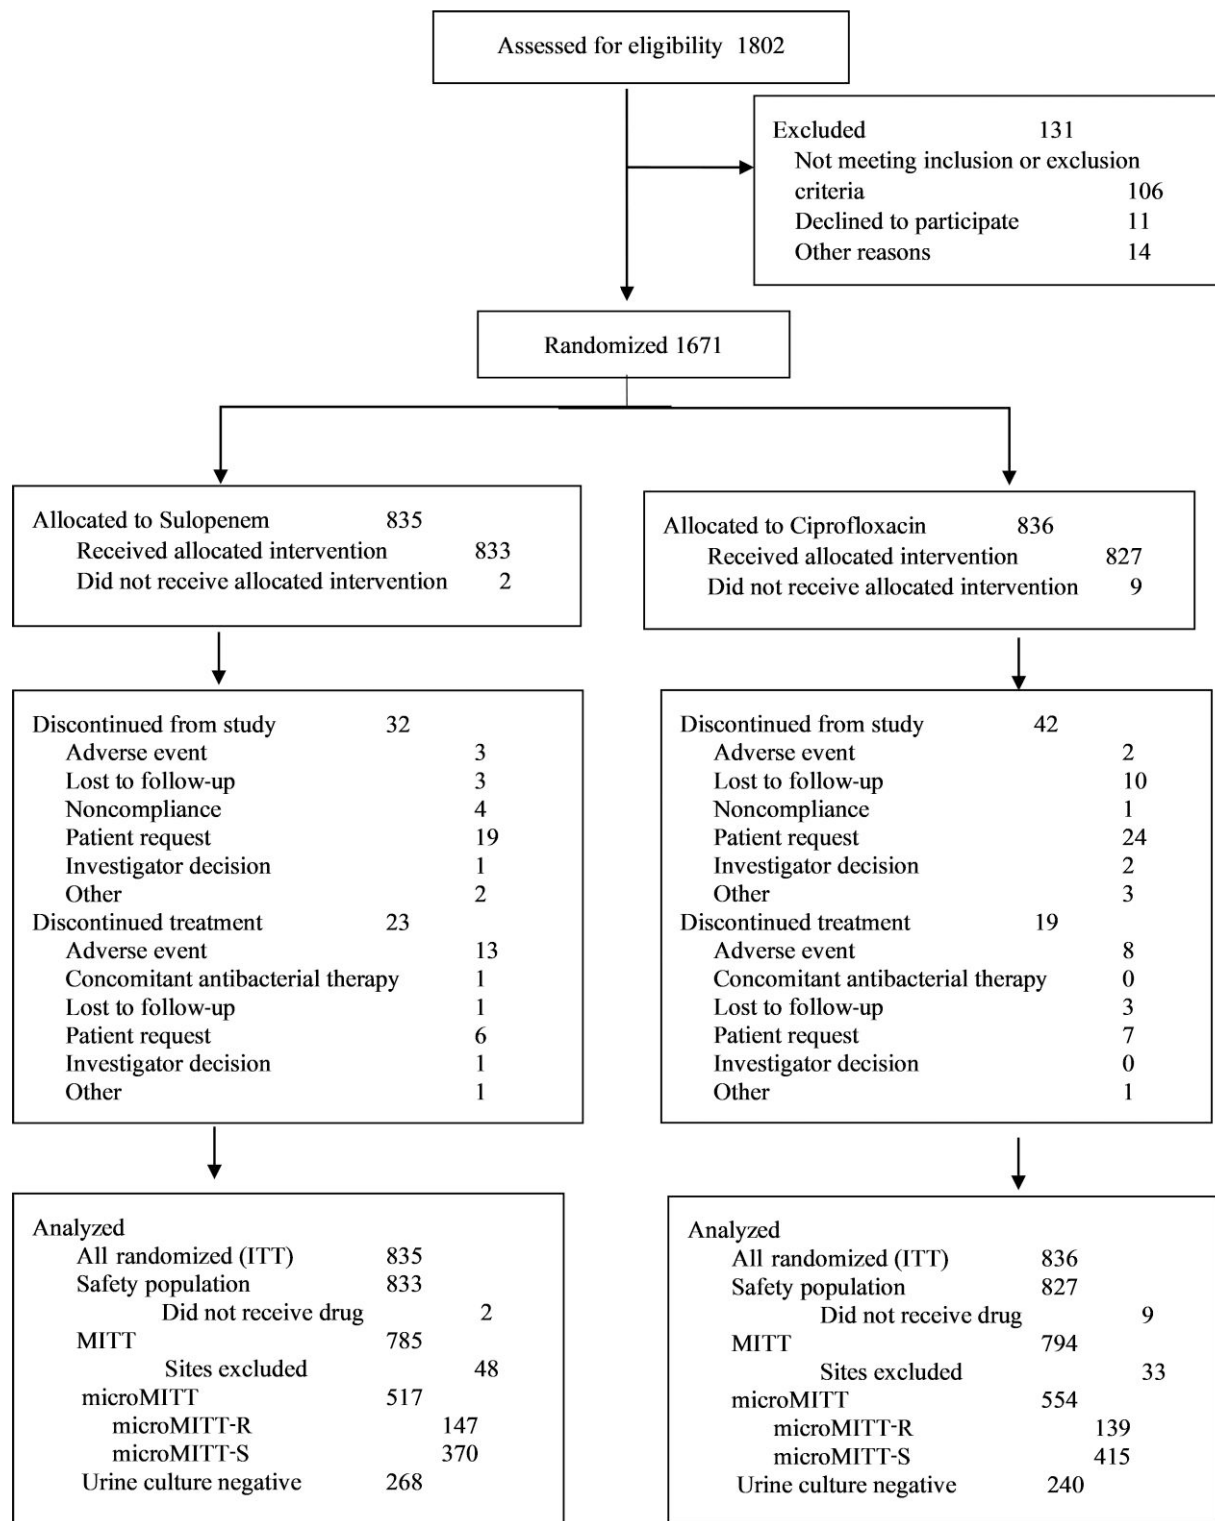 Assessed for eligibility 1802
Excluded 131
Not meeting inclusion or exclusion
criteria 106
Declined to participate 11
Other reasons 14
Randomized 1671
Allocated to Sulopenem 835
Received allocated intervention 833
Did not receive allocated intervention 2
Allocated to Ciprofloxacin 836
Received allocated intervention 827
Did not receive allocated intervention 9
Discontinued from study 32
Adverse event 3
Lost to follow-up 3
Noncompliance 4
Patient request 19
Investigator decision 1
Other 2
Discontinued treatment 23
Adverse event 13
Concomitant antibacterial therapy 1
Lost to follow-up 1
Patient request 6
Investigator decision 1
Other 1
Discontinued from study 42
Adverse event 2
Lost to follow-up 10
Noncompliance 1
Patient request 24
Investigator decision 2
Other 3
Discontinued treatment 19
Adverse event 8
Concomitant antibacterial therapy 0
Lost to follow-up 3
Patient request 7
Investigator decision 0
Other 1
Analyzed
All randomized (ITT) 835
Safety population 833
Did not receive drug 2
MITT 785
Sites excluded 48
microMITT 517
microMITT-R 147
microMITT-S 370
Urine culture negative 268
Analyzed
All randomized (ITT) 836
Safety population 827
Did not receive drug 9
MITT 794
Sites excluded 33
microMITT 554
microMITT-R 139
microMITT-S 415
Urine culture negative 240